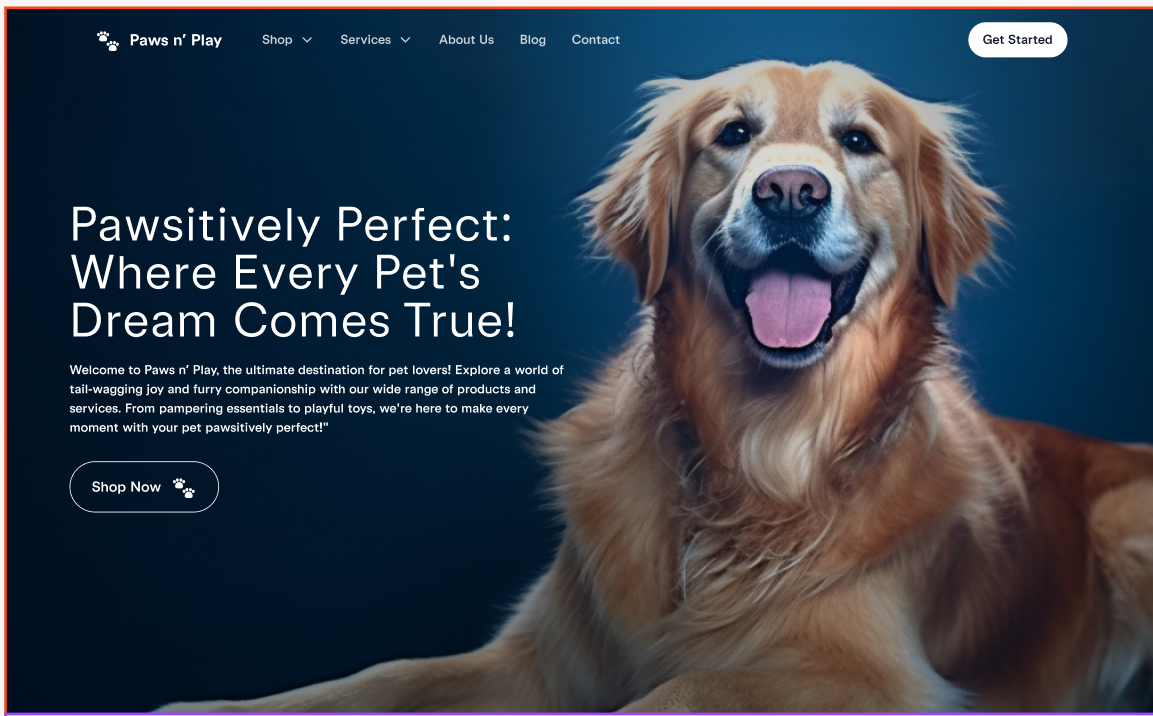 Paws n’ Play
Shop
Services
About Us
Blog
Contact
Get Started
Pawsitively Perfect:
Where Every Pet's
Dream Comes True!
Welcome to Paws n’ Play, the ultimate destination for pet lovers! Explore a world of
tail-wagging joy and furry companionship with our wide range of products and
services. From pampering essentials to playful toys, we're here to make every
moment with your pet pawsitively perfect!"
Shop Now